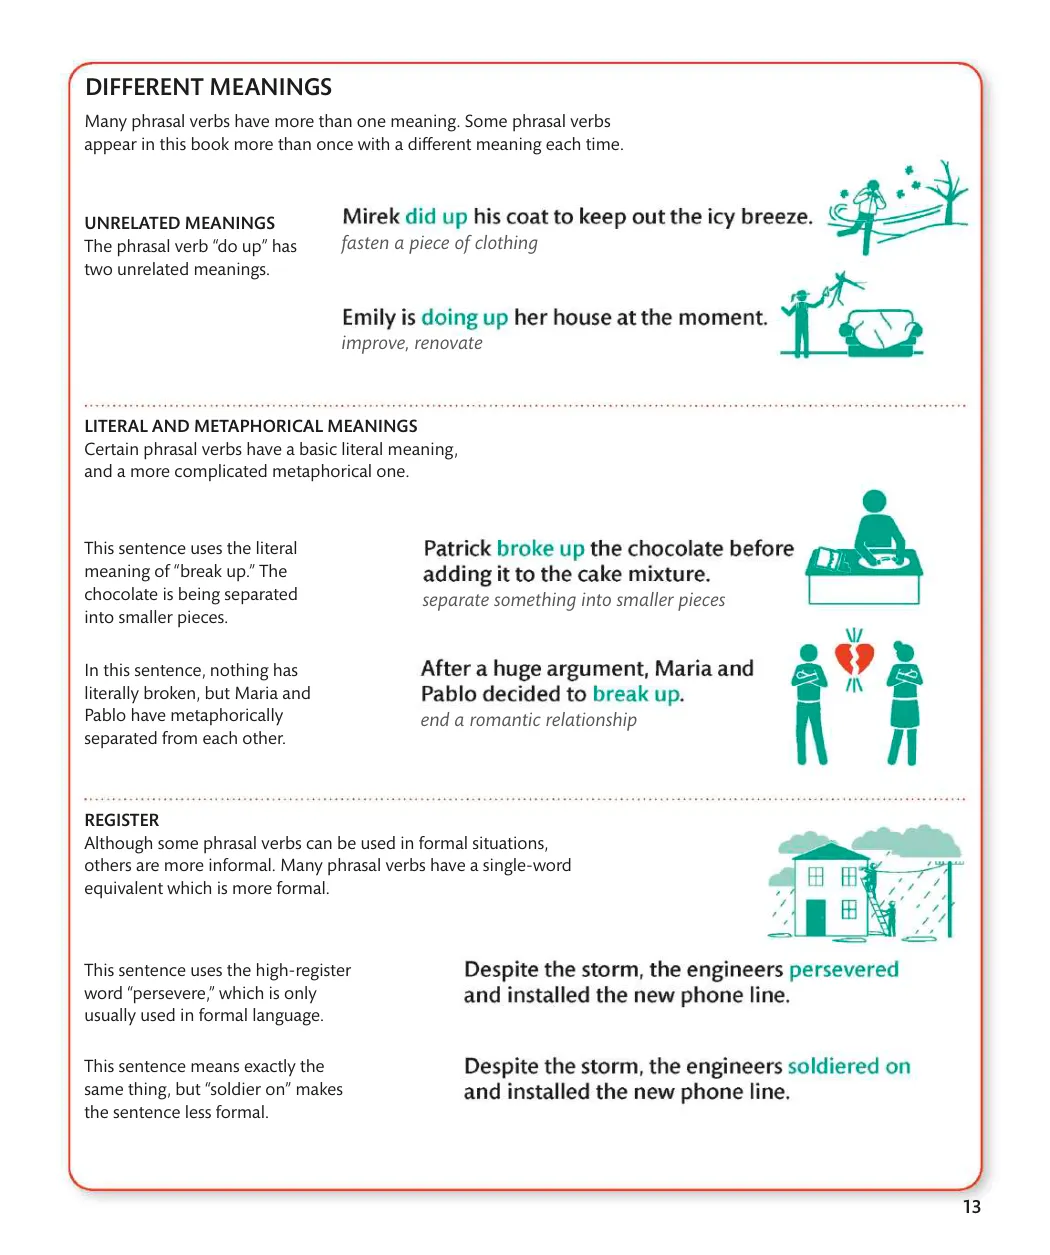 DIFFERENT MEANINGS
Many phrasal verbs have more than one meaning. Some phrasal verbs
appear in this book more than once with a different meaning each time.
UNRELATED MEANINGS
The phrasal verb “do up” has
two unrelated meanings.
Mirek did up his coat to keep out the icy breeze.
fasten a piece of clothing
Emily is doing up her house at the moment.
improve, renovate
LITERAL AND METAPHORICAL MEANINGS
Certain phrasal verbs have a basic literal meaning,
and a more complicated metaphorical one.
This sentence uses the literal
meaning of “break up.” The
chocolate is being separated
into smaller pieces.
Patrick broke up the chocolate before
adding it to the cake mixture.
separate something into smaller pieces
In this sentence, nothing has
literally broken, but Maria and
Pablo have metaphorically
separated from each other.
After a huge argument, Maria and
Pablo decided to break up.
end a romantic relationship
REGISTER
Although some phrasal verbs can be used in formal situations,
others are more informal. Many phrasal verbs have a single-word
equivalent which is more formal.
This sentence uses the high-register
word “persevere,” which is only
usually used in formal language.
Despite the storm, the engineers persevered
and installed the new phone line.
This sentence means exactly the
same thing, but “soldier on” makes
the sentence less formal.
Despite the storm, the engineers soldiered on
and installed the new phone line.
13